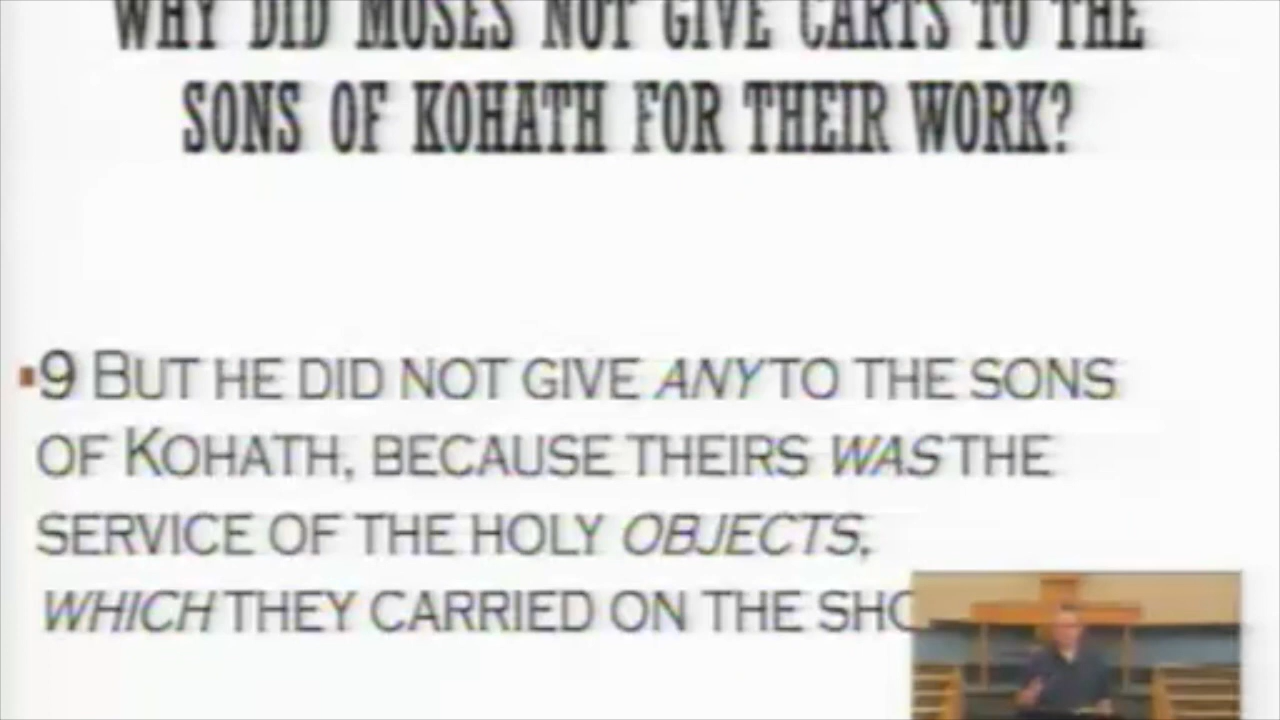 WHY DID MOSES NOT GIVE CARTS TO THE
SONS OF KOHATH FOR THEIR WORK?
▪9 BUT HE DID NOT GIVE ANY TO THE SONS
OF KOHATH, BECAUSE THEIRS WAS THE
SERVICE OF THE HOLY OBJECTS,
WHICH THEY CARRIED ON THE